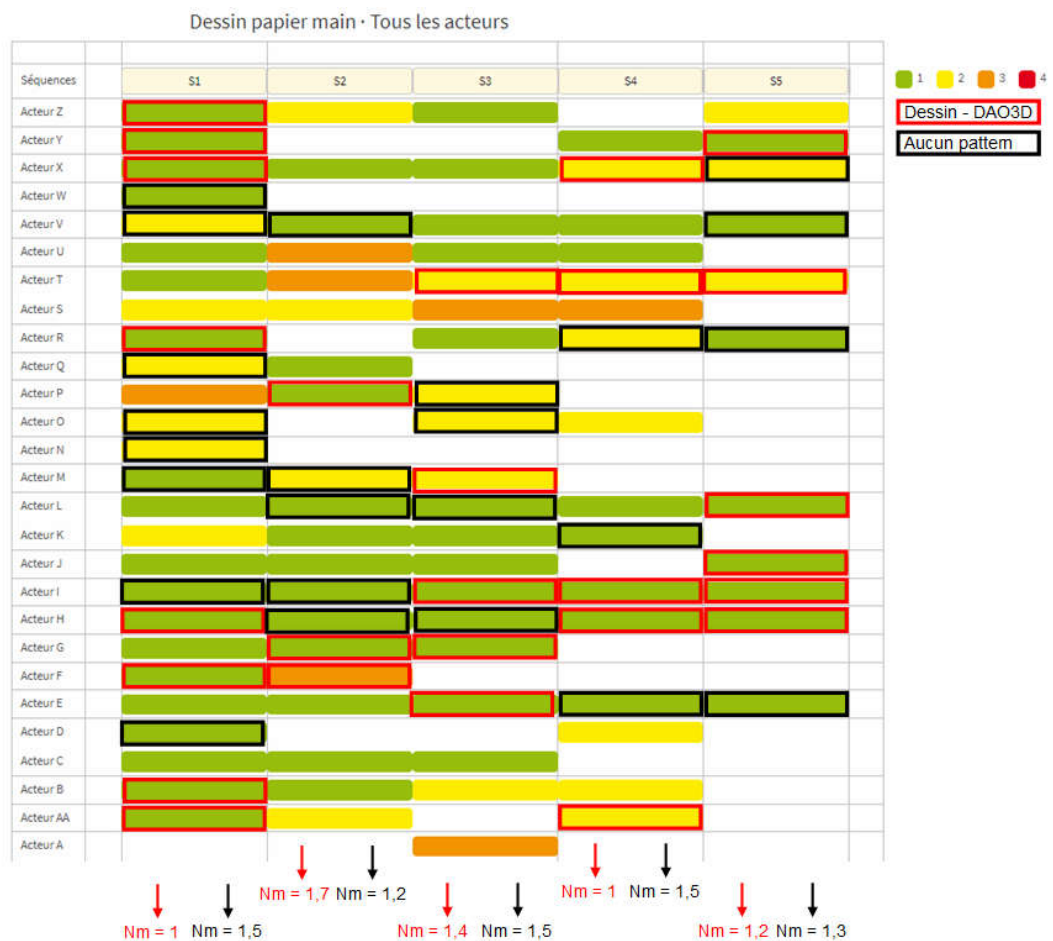 Dessin papier main · Tous les acteurs
Séquences S1 S2 S3 S4 S5
1 2 3 4
Dessin - DAO3D
Aucun pattern
Acteur Z
Acteur Y
Acteur X
Acteur W
Acteur V
Acteur U
Acteur T
Acteur S
Acteur R
Acteur Q
Acteur P
Acteur O
Acteur N
Acteur M
Acteur L
Acteur K
Acteur J
Acteur I
Acteur H
Acteur G
Acteur F
Acteur E
Acteur D
Acteur C
Acteur B
Acteur AA
Acteur A
Nm = 1,7 Nm = 1,2 Nm = 1 Nm = 1,5
Nm = 1 Nm = 1,5 Nm = 1,4 Nm = 1,5 Nm = 1,2 Nm = 1,3